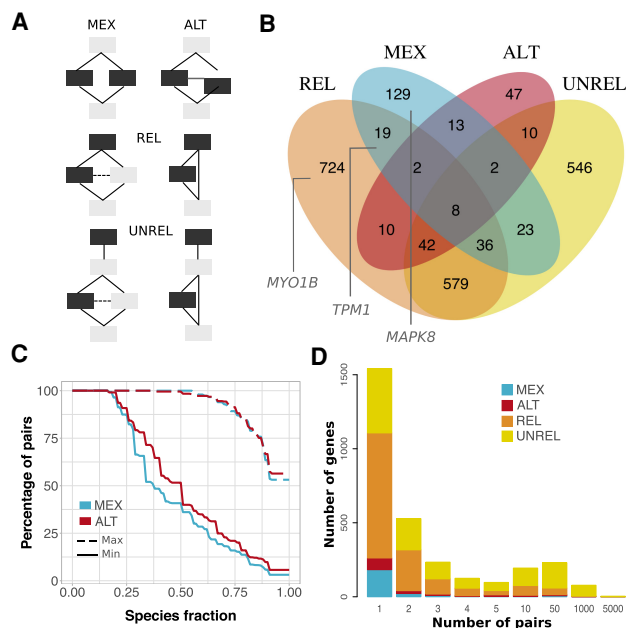 A
MEX ALT
REL
UNREL
B
REL MEX ALT UNREL
129 47
19 13 10
724 2 2 546
8
10 42 36 23
579
MYO1B
TPM1
MAPK8
C
Percentage of pairs
100
75
50
25
0
MEX
ALT
Max
Min
0.00 0.25 0.50 0.75 1.00
Species fraction
D
Number of genes
1500
1000
500
0
MEX
ALT
REL
UNREL
1 2 3 4 5 10 50 1000 5000
Number of pairs